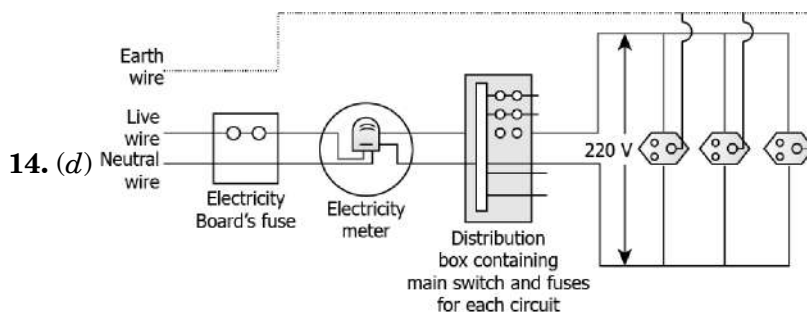 Earth
wire
Live
wire
14. (d) Neutral
wire
Electricity
Board's fuse
Electricity
meter
Distribution
box containing
main switch and fuses
for each circuit
220 V